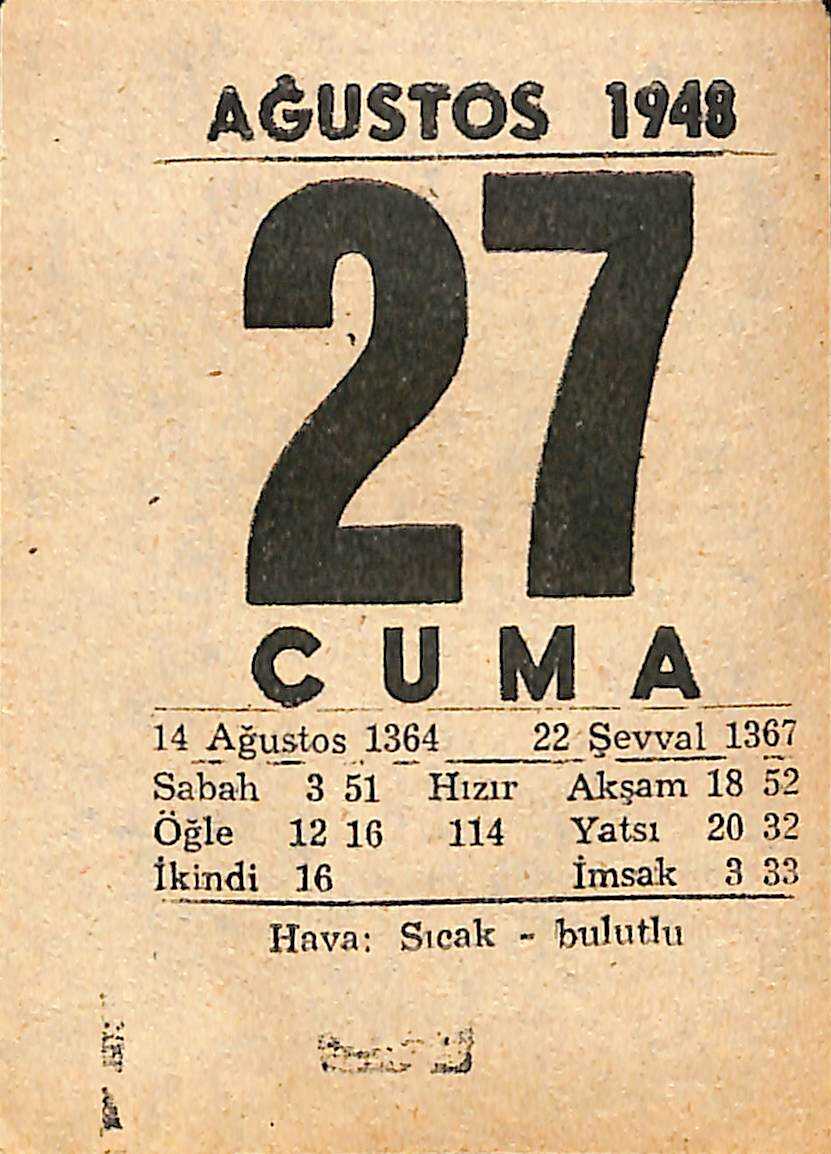 AĞUSTOS 1948
27
CUMA
14 Ağustos 1364 22 Şevval 1367
Sabah 3 51 Hızır Akşam 18 52
Öğle 12 16 114 Yatsı 20 32
İkindi 16 İmsak 3 33
Hava: Sıcak - bulutlu